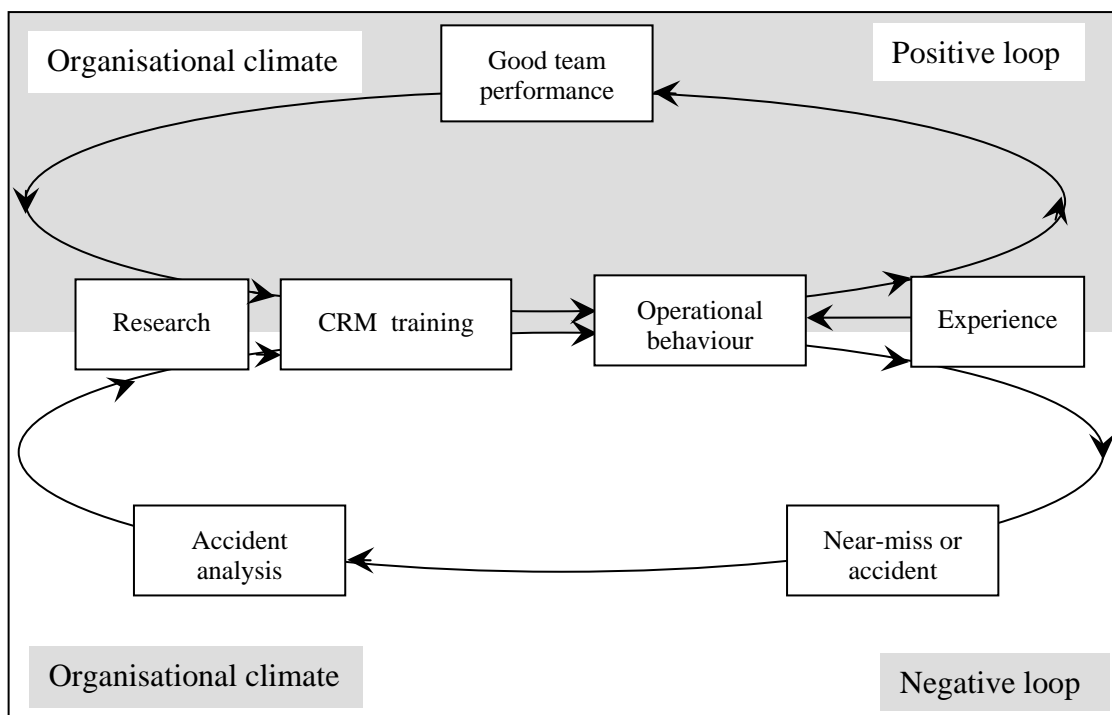 Organisational climate
Good team
performance
Positive loop
Research
CRM training
Operational
behaviour
Experience
Accident
analysis
Near-miss or
accident
Organisational climate
Negative loop